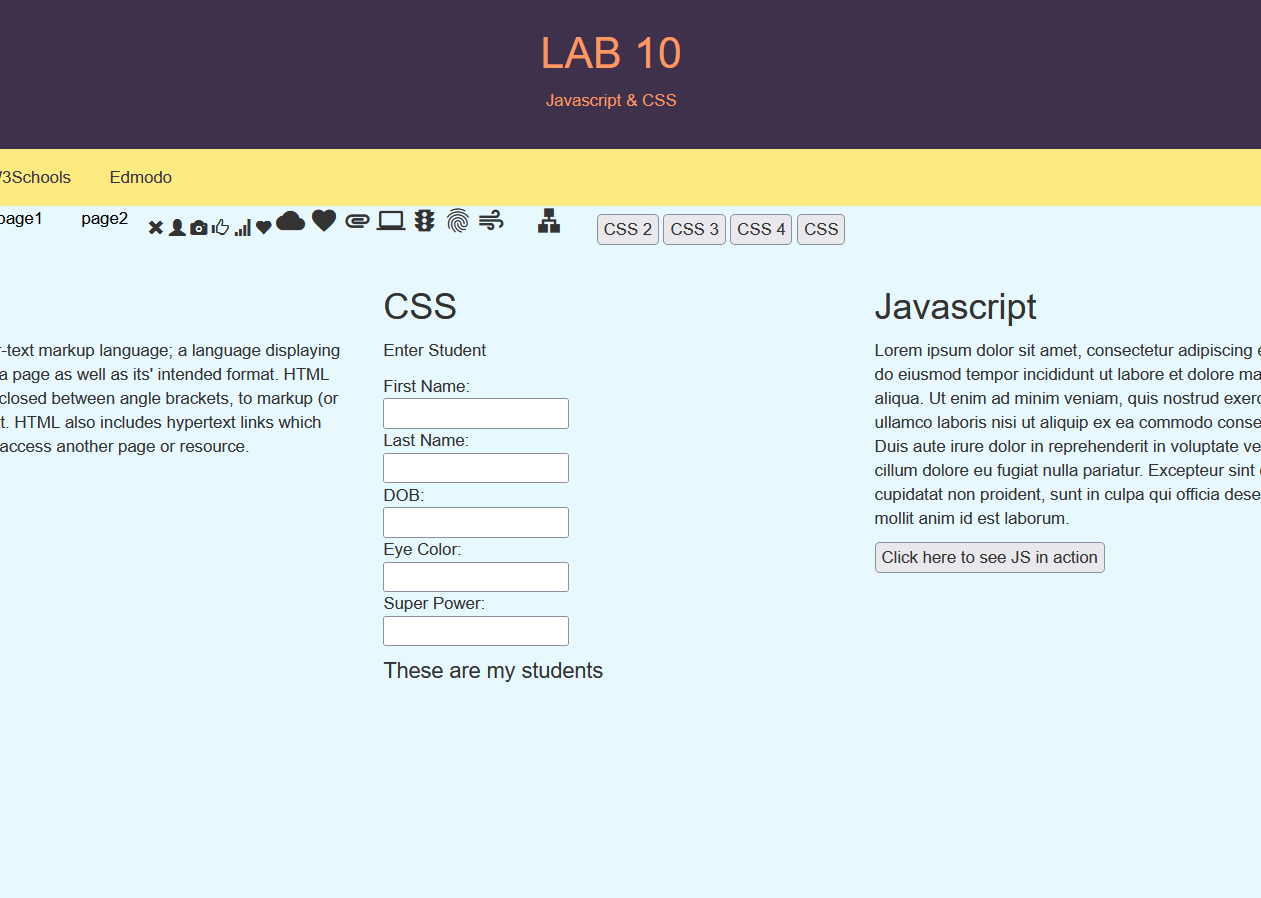 LAB 10
Javascript & CSS
/3Schools Edmodo
page1 page2 CSS 2 CSS 3 CSS 4 CSS
CSS
Javascript
r-text markup language; a language displaying
a page as well as its' intended format. HTML
closed between angle brackets, to markup (or
t. HTML also includes hypertext links which
access another page or resource.
Enter Student
First Name:
Last Name:
DOB:
Eye Color:
Super Power:
These are my students
Lorem ipsum dolor sit amet, consectetur adipiscing e
do eiusmod tempor incididunt ut labore et dolore ma
aliqua. Ut enim ad minim veniam, quis nostrud exerc
ullamco laboris nisi ut aliquip ex ea commodo conse
Duis aute irure dolor in reprehenderit in voluptate ve
cillum dolore eu fugiat nulla pariatur. Excepteur sint
cupidatat non proident, sunt in culpa qui officia dese
mollit anim id est laborum.
Click here to see JS in action